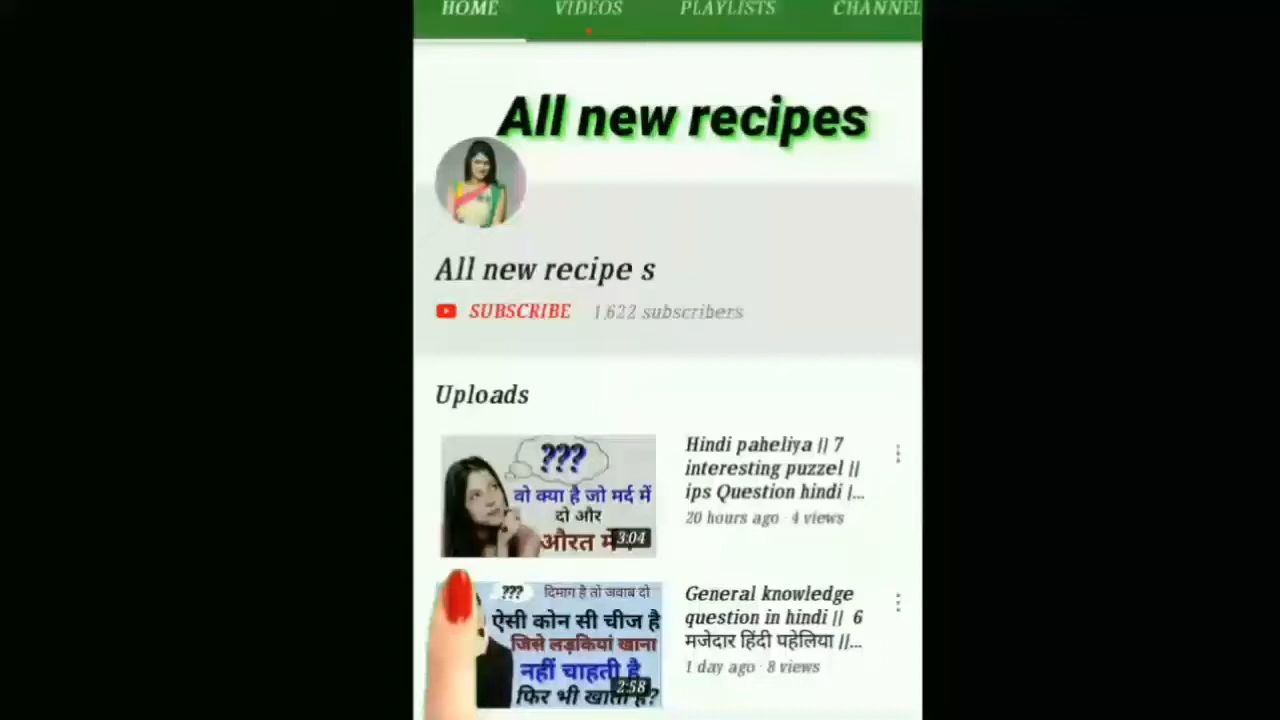 HOME VIDEOS PLAYLISTS CHANNEL
All new recipes
All new recipe s
SUBSCRIBE 1,622 subscribers
Uploads
???
वो क्या है जो मर्द में
दो और
औरत में
3:04
Hindi paheliya || 7
interesting puzzel ||
ips Question hindi |...
20 hours ago · 4 views
??? दिमाग है तो जवाब दो
ऐसी कोन सी चीज है
जिसे लड़कियां खाना
नहीं चाहती है
फिर भी खाती है?
2:58
General knowledge
question in hindi || 6
मजेदार हिंदी पहेलिया ||...
1 day ago · 8 views